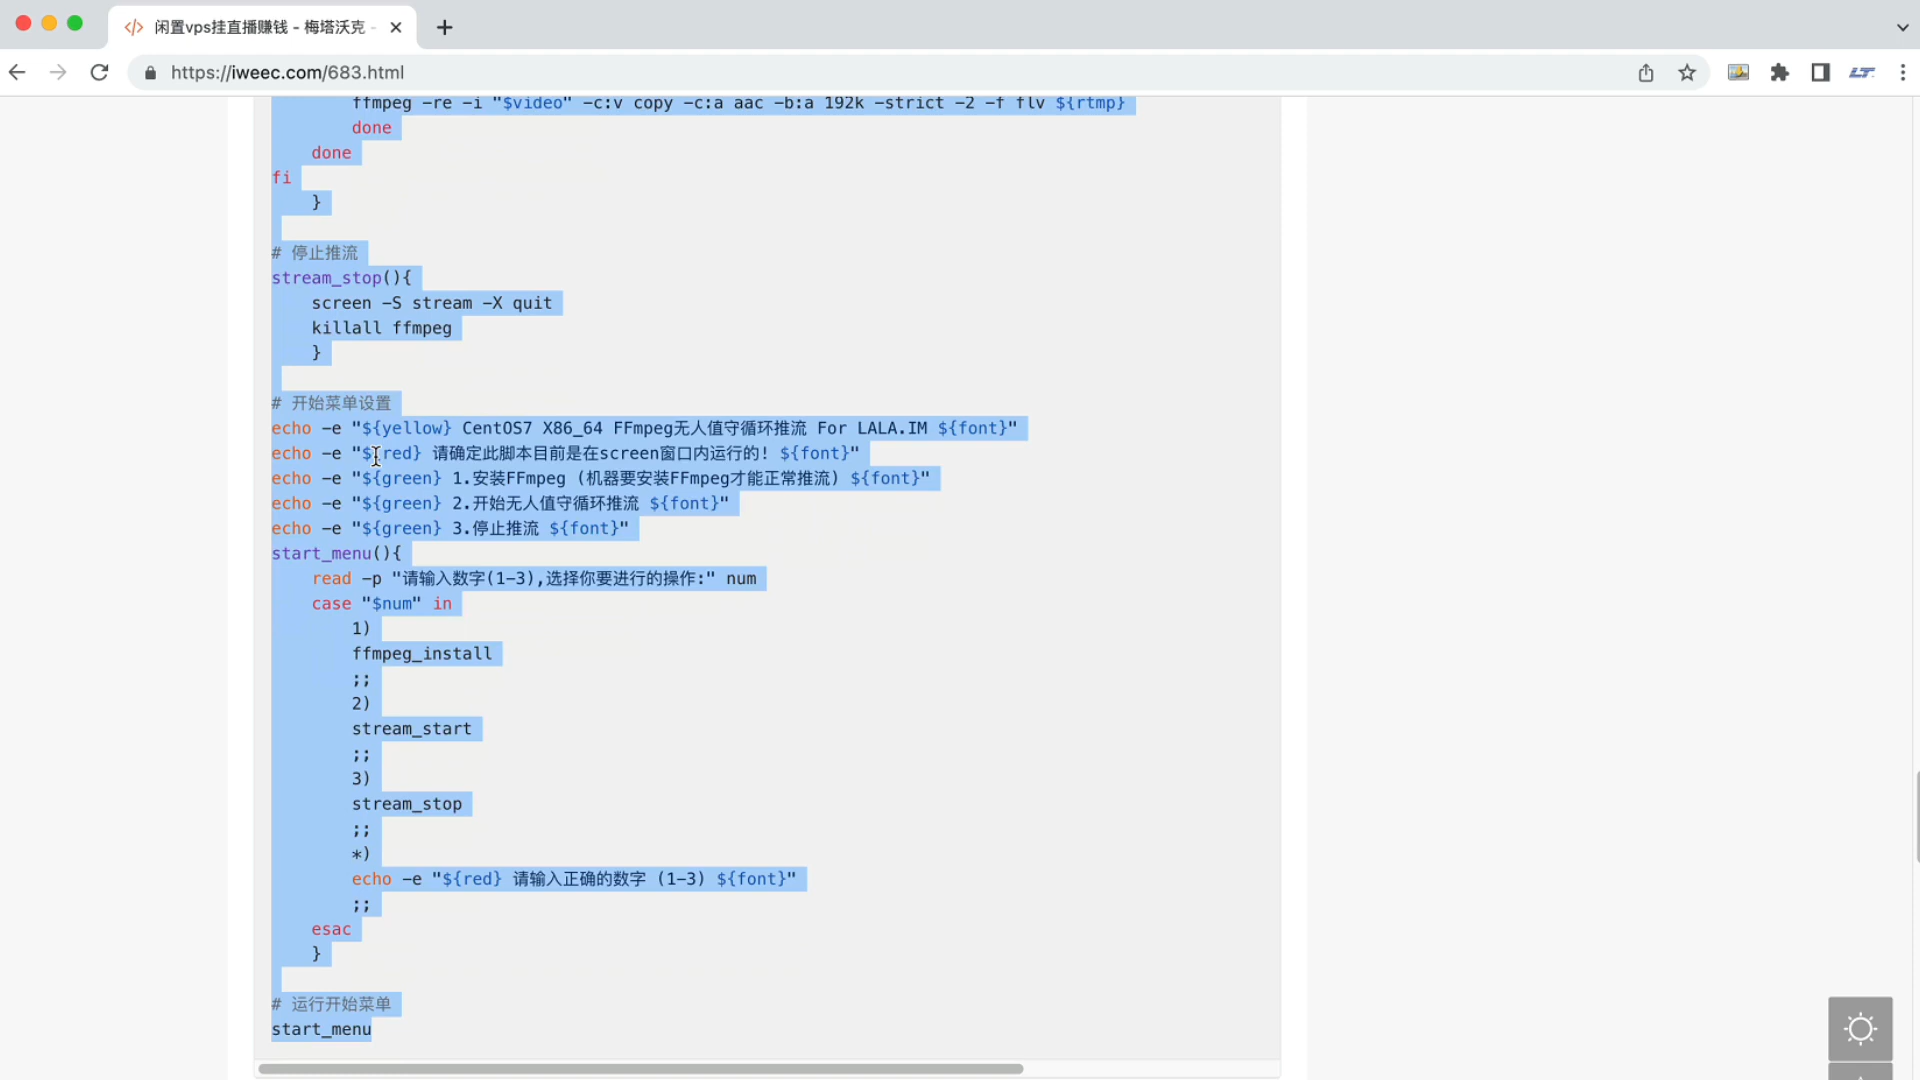 闲置vps挂直播赚钱 - 梅塔沃克 -
https://iweec.com/683.html
ffmpeg -re -i "$video" -c:v copy -c:a aac -b:a 192k -strict -2 -f flv ${rtmp}
done
done
fi
}
# 停止推流
stream_stop(){
screen -S stream -X quit
killall ffmpeg
}
# 开始菜单设置
echo -e "${yellow} CentOS7 X86_64 FFmpeg无人值守循环推流 For LALA.IM ${font}"
echo -e "${red} 请确定此脚本目前是在screen窗口内运行的! ${font}"
echo -e "${green} 1.安装FFmpeg (机器要安装FFmpeg才能正常推流) ${font}"
echo -e "${green} 2.开始无人值守循环推流 ${font}"
echo -e "${green} 3.停止推流 ${font}"
start_menu(){
read -p "请输入数字(1-3),选择你要进行的操作:" num
case "$num" in
1)
ffmpeg_install
;;
2)
stream_start
;;
3)
stream_stop
;;
*)
echo -e "${red} 请输入正确的数字 (1-3) ${font}"
;;
esac
}
# 运行开始菜单
start_menu